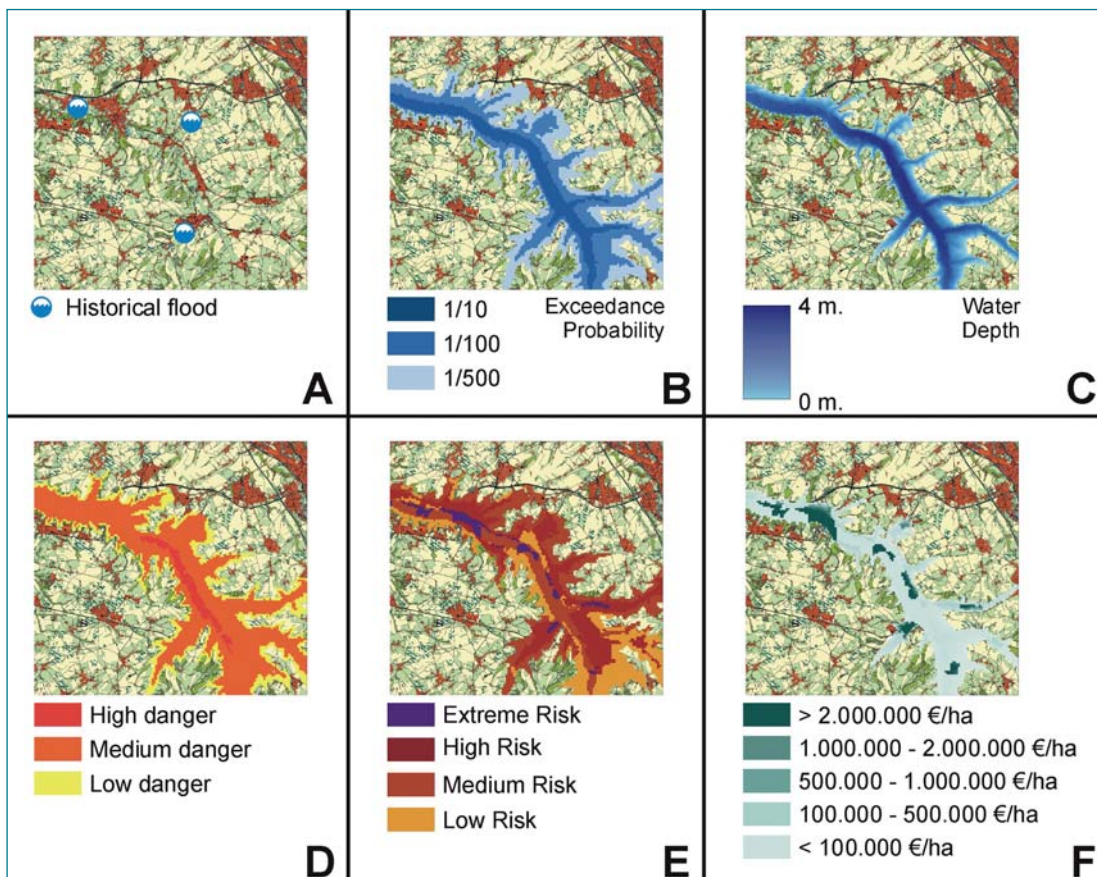 Historical flood
A
1/10
1/100
1/500
Exceedance
Probability
B
4 m.
0 m.
Water
Depth
C
High danger
Medium danger
Low danger
D
Extreme Risk
High Risk
Medium Risk
Low Risk
E
> 2.000.000 €/ha
1.000.000 - 2.000.000 €/ha
500.000 - 1.000.000 €/ha
100.000 - 500.000 €/ha
< 100.000 €/ha
F